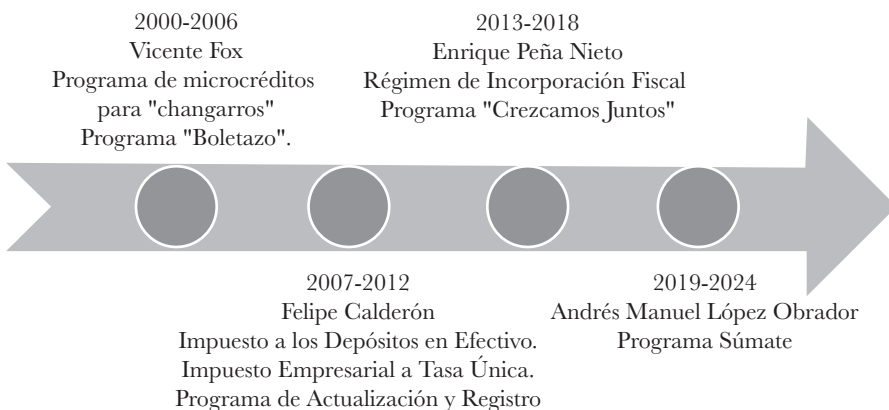 2000-2006
Vicente Fox
Programa de microcréditos
para "changarros"
Programa "Boletazo".
2007-2012
Felipe Calderón
Impuesto a los Depósitos en Efectivo.
Impuesto Empresarial a Tasa Única.
Programa de Actualización y Registro
2013-2018
Enrique Peña Nieto
Régimen de Incorporación Fiscal
Programa "Crezcamos Juntos"
2019-2024
Andrés Manuel López Obrador
Programa Súmate